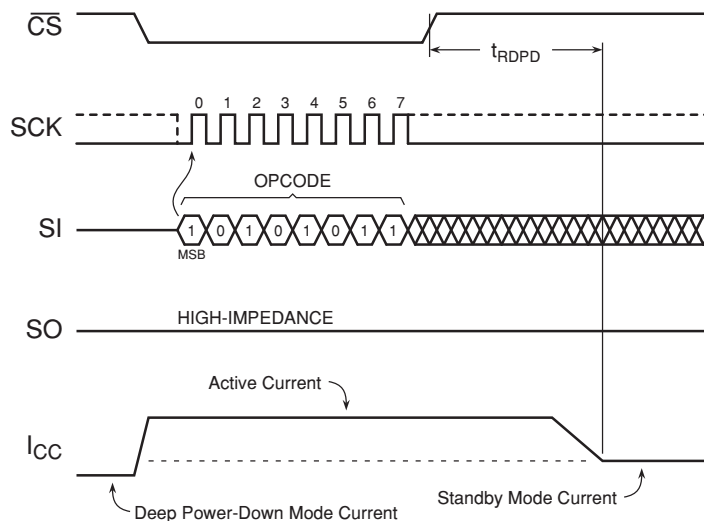 CS
tRDPD
0 1 2 3 4 5 6 7
SCK
OPCODE
SI
1 0 1 0 1 0 1 1
MSB
SO
HIGH-IMPEDANCE
Active Current
ICC
Standby Mode Current
Deep Power-Down Mode Current